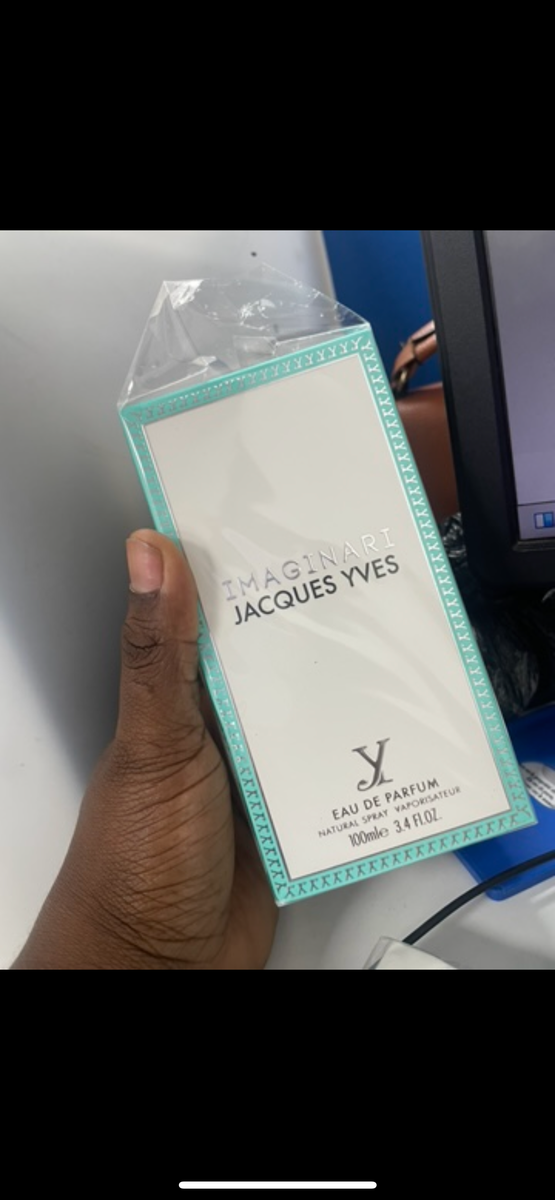 IMAGINARI
JACQUES YVES
JY
EAU DE PARFUM
NATURAL SPRAY VAPORISATEUR
100ml℮ 3.4 Fl.OZ.